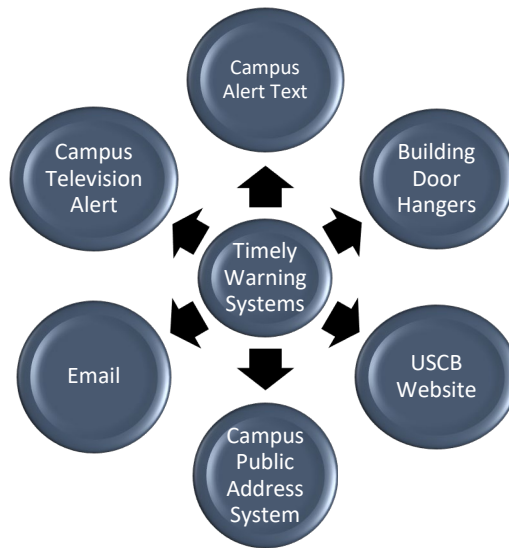 Campus
Alert Text
Campus
Television
Alert
Building
Door
Hangers
Timely
Warning
Systems
Email
USCB
Website
Campus
Public
Address
System